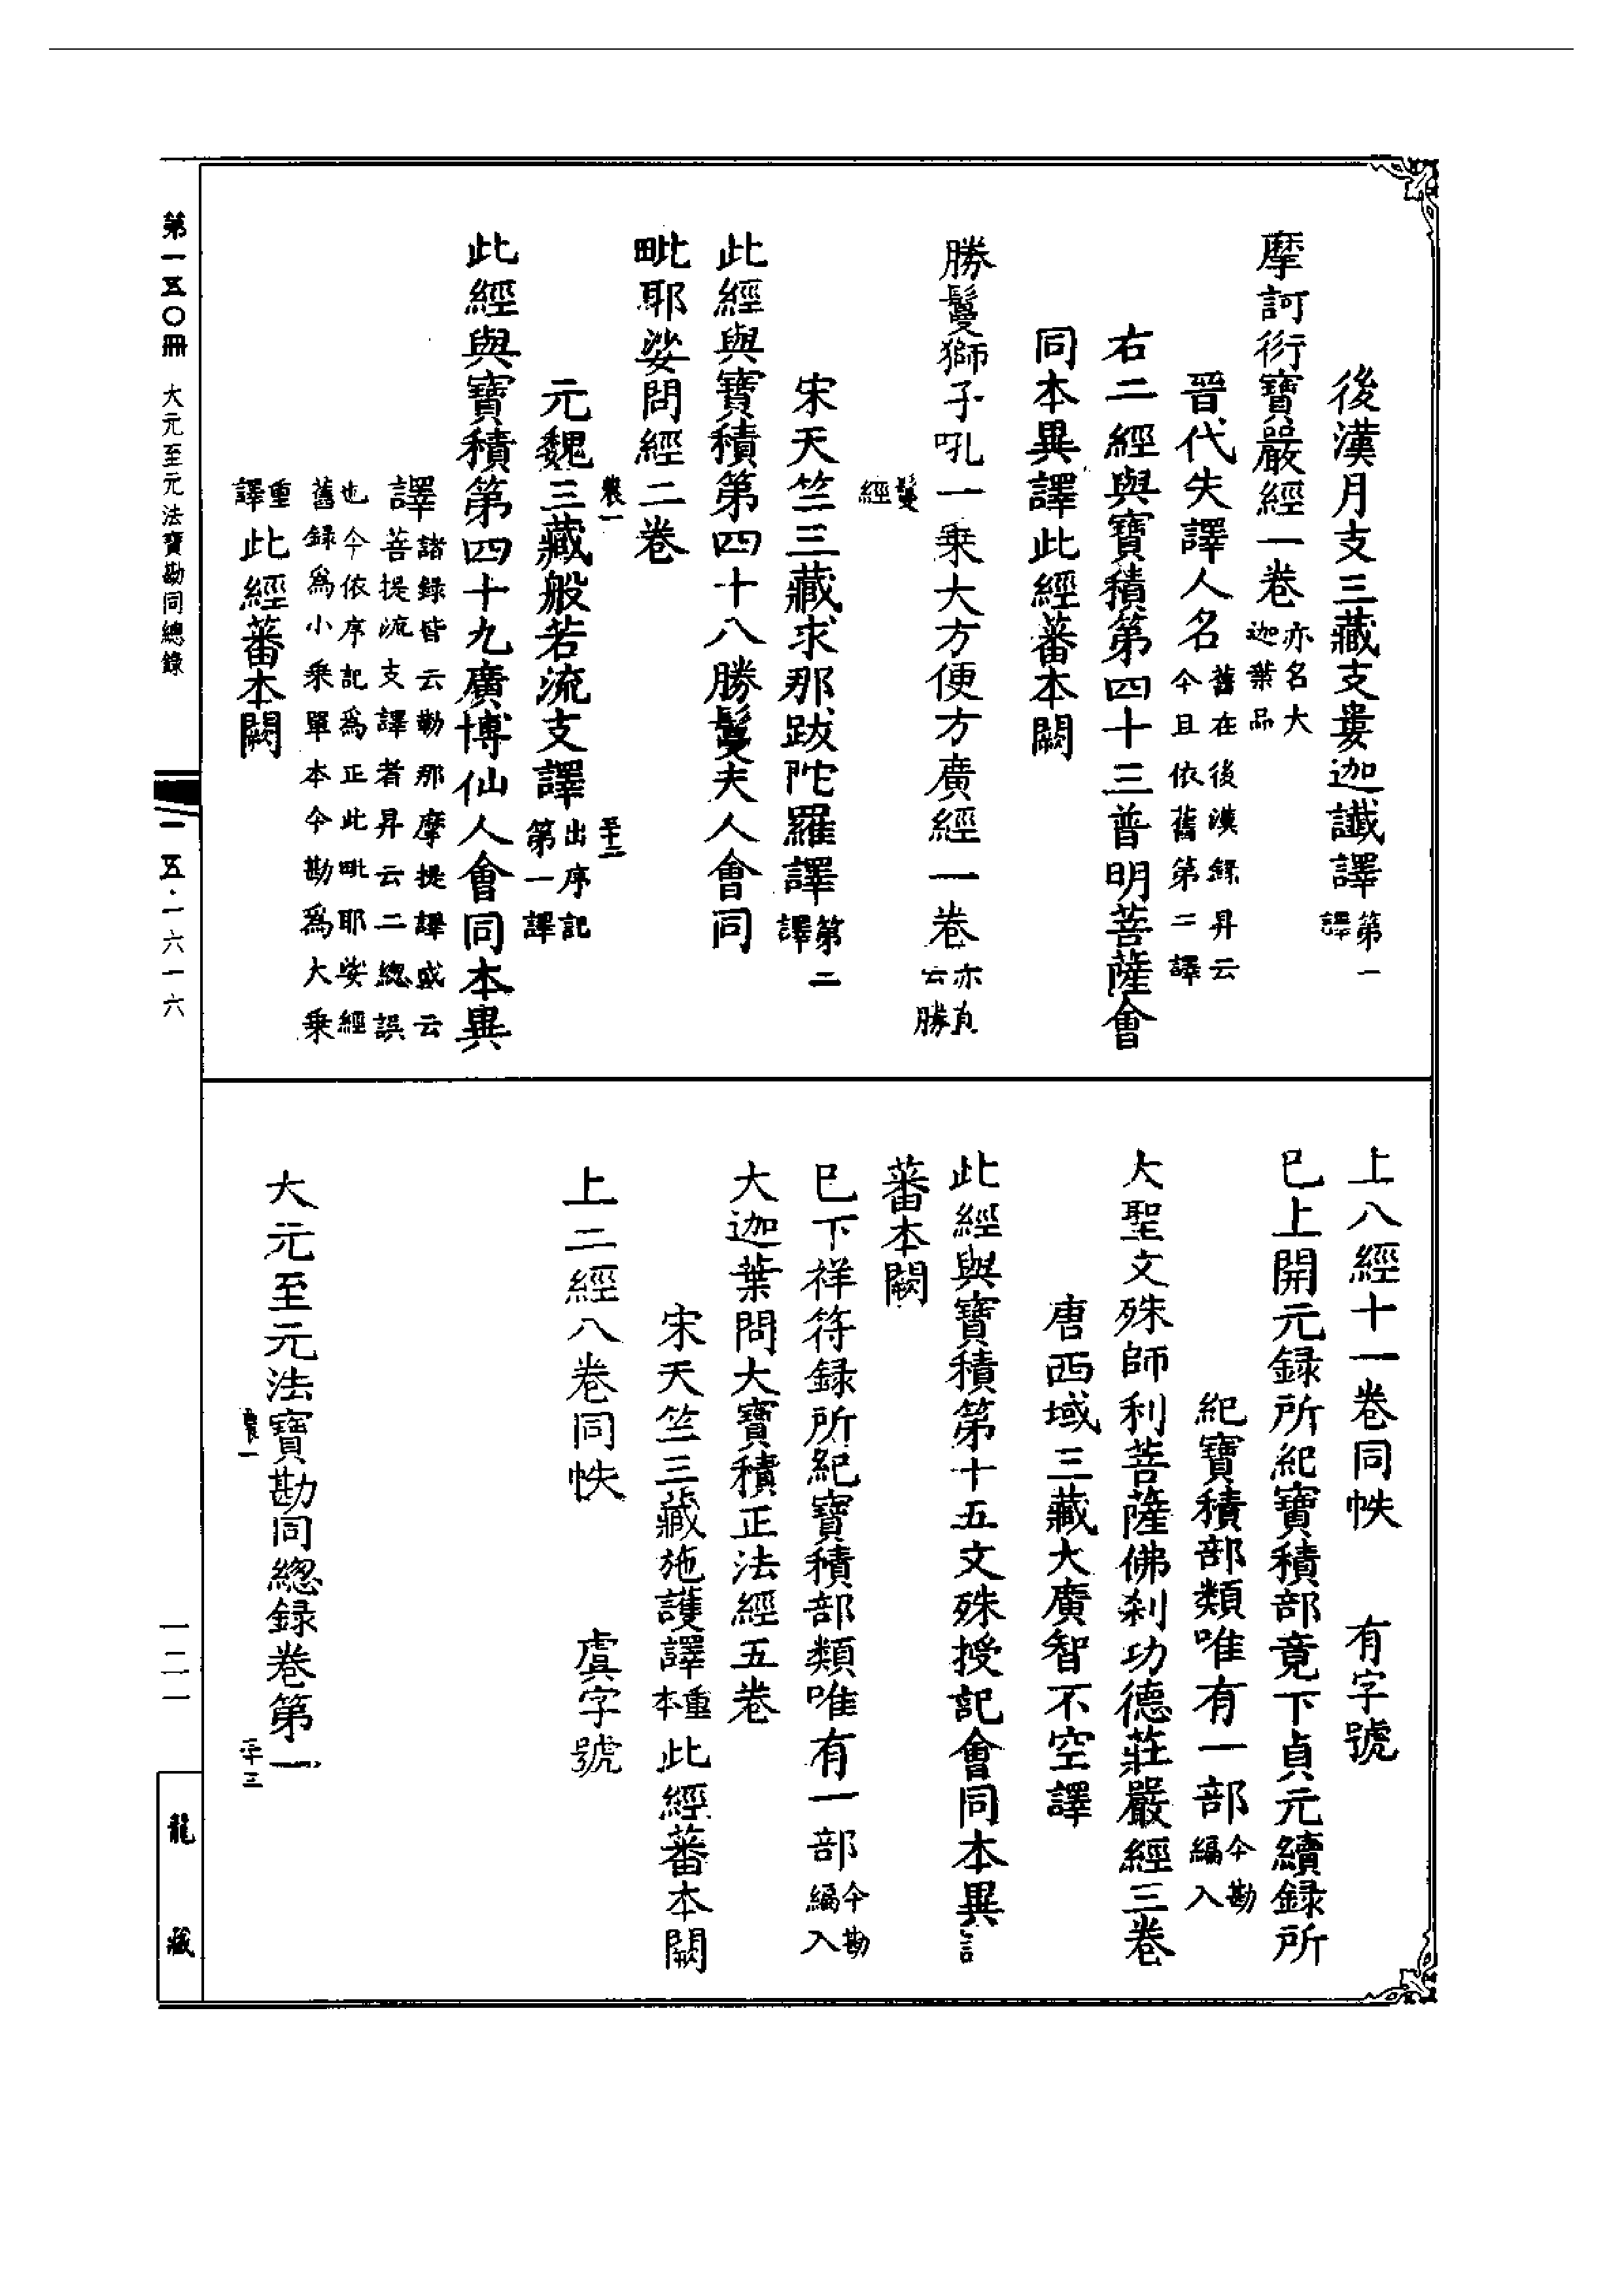 後漢月支三藏支婁迦讖譯第一譯
摩訶衍寶嚴經一卷亦名大迦葉品
晉代失譯人名舊在後漢錄昇云今且依舊第二譯
右二經與寶積第四十三普明菩薩會
同本異譯此經蕃本闕
勝鬘獅子吼一乘大方便方廣經一卷亦直云勝
鬘經
宋天竺三藏求那跋陀羅譯第二譯
此經與寶積第四十八勝鬘夫人會同
毗耶娑問經二卷
元魏三藏般若流支譯出序記第一譯
此經與寶積第四十九廣博仙人會同本異
譯諸録皆云勒那摩提譯或云菩提流支譯者昇云二總誤
也今依序記為正此毗耶娑經舊録為小乘單本今勘為大乘
重譯此經蕃本闕
上八經十一卷同帙 有字號
已上開元録所紀寶積部竟下貞元續録所
紀寶積部類唯有一部今勘編入
大聖文殊師利菩薩佛刹功德莊嚴經三卷
唐西域三藏大廣智不空譯
此經與寶積第十五文殊授記會同本異
蕃本闕
已下祥符録所紀寶積部類唯有一部今勘編入
大迦葉問大寶積正法經五卷
宋天竺三藏施護譯重本此經蕃本闕
上二經八卷同帙 虞字號
大元至元法寶勘同總録卷第一
第一五〇冊 大元至元法寶勘同總錄
一五·一六一六
一二一
龍藏